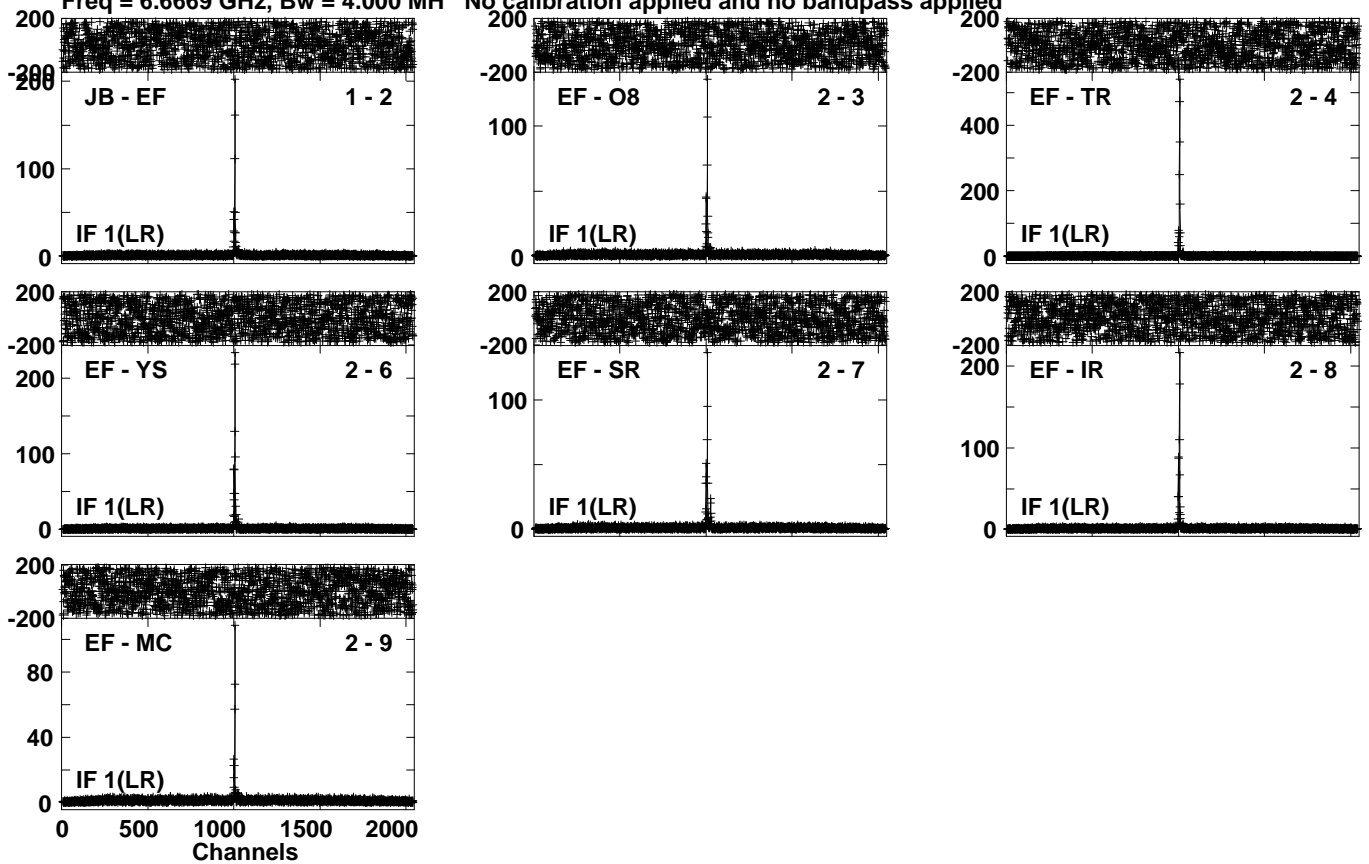 Freq = 6.6669 GHz, Bw = 4.000 MH No calibration applied and no bandpass applied
200 200 200
-200 -200 -200
200
JB - EF 1 - 2 EF - O8 2 - 3 EF - TR 2 - 4
100 100 400
200
IF 1(LR) IF 1(LR) IF 1(LR)
0 0 0
200 200 200
-200 -200 -200
EF - YS 2 - 6 EF - SR 2 - 7 EF - IR 2 - 8
200 100 200
100 100
IF 1(LR) IF 1(LR) IF 1(LR)
0 0 0
200
-200
EF - MC 2 - 9
80
40
IF 1(LR)
0
0 500 1000 1500 2000
Channels